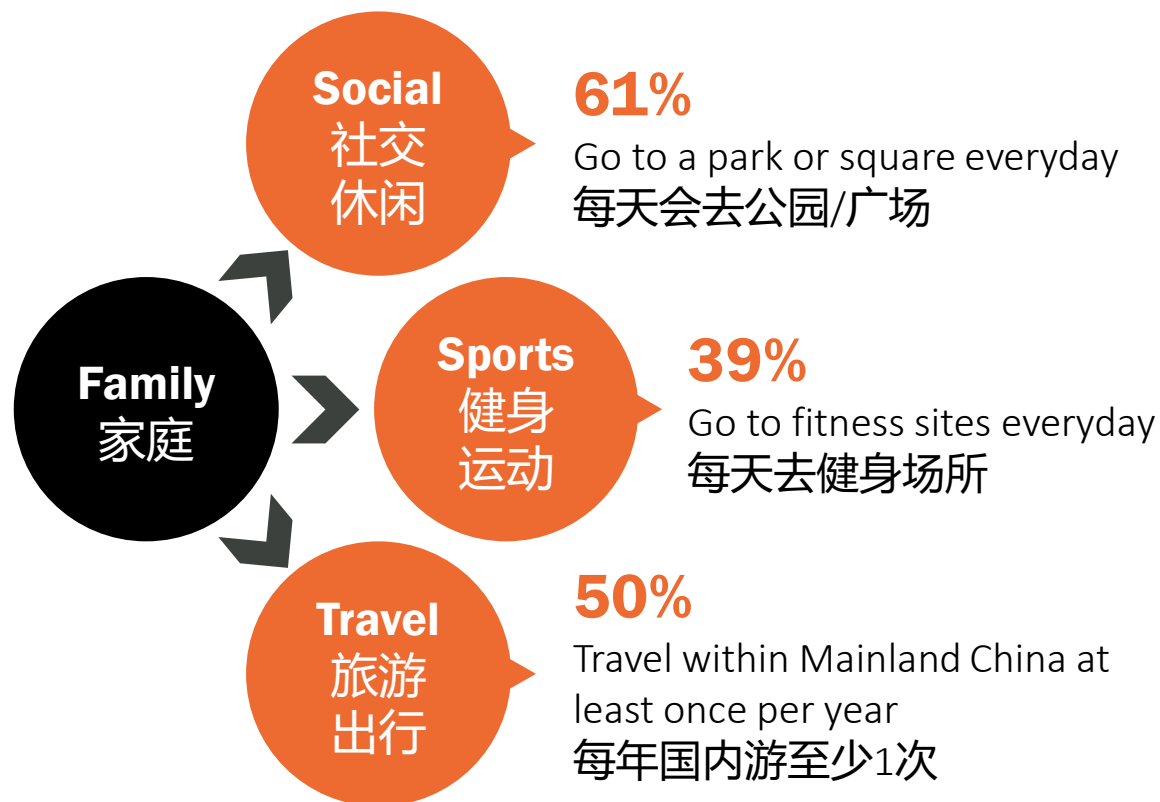 Social
社交
休闲
61%
Go to a park or square everyday
每天会去公园/广场
Family
家庭
Sports
健身
运动
39%
Go to fitness sites everyday
每天去健身场所
Travel
旅游
出行
50%
Travel within Mainland China at
least once per year
每年国内游至少1次